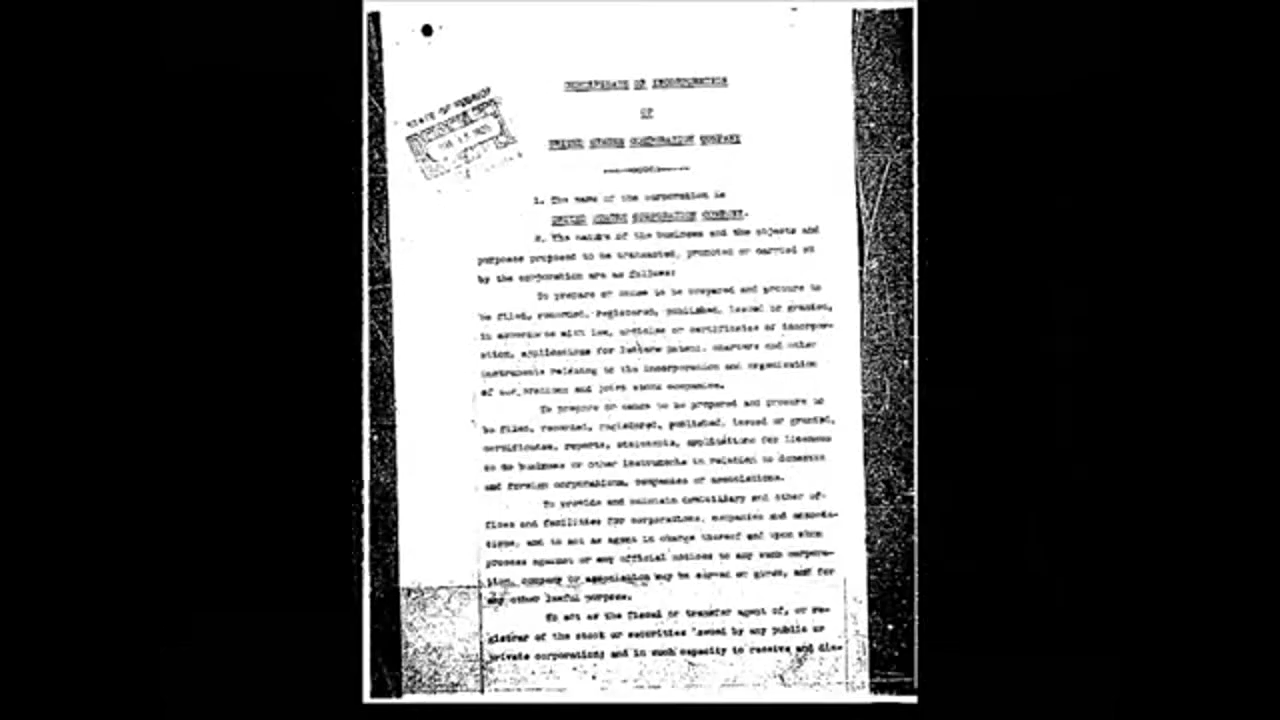 CERTIFICATE OF INCORPORATION
OF
UNITED STATES CORPORATION COMPANY
1. The name of the corporation is
UNITED STATES CORPORATION COMPANY.
2. The nature of the business and the objects and
purposes proposed to be transacted, promoted or carried on
by the corporation are as follows:
To prepare or cause to be prepared and procure to
be filed, recorded, registered, published, issued or granted,
in accordance with law, articles or certificates of incorpor-
ation, applications for letters patent, charters and other
instruments relating to the incorporation and organization
of corporations and joint stock companies.
To prepare or cause to be prepared and procure to
be filed, recorded, registered, published, issued or granted,
certificates, reports, statements, applications for licenses
to do business or other instruments in relation to domestic
and foreign corporations, companies or associations.
To provide and maintain domiciliary and other of-
fices and facilities for corporations, companies and associa-
tions, and to act as agent in charge thereof and upon whom
process against or any official notices to any such corpora-
tion, company or association may be served or given, and for
any other lawful purpose.
To act as the fiscal or transfer agent of, or re-
gistrar of the stock or securities issued by any public or
private corporation; and in such capacity to receive and dis-